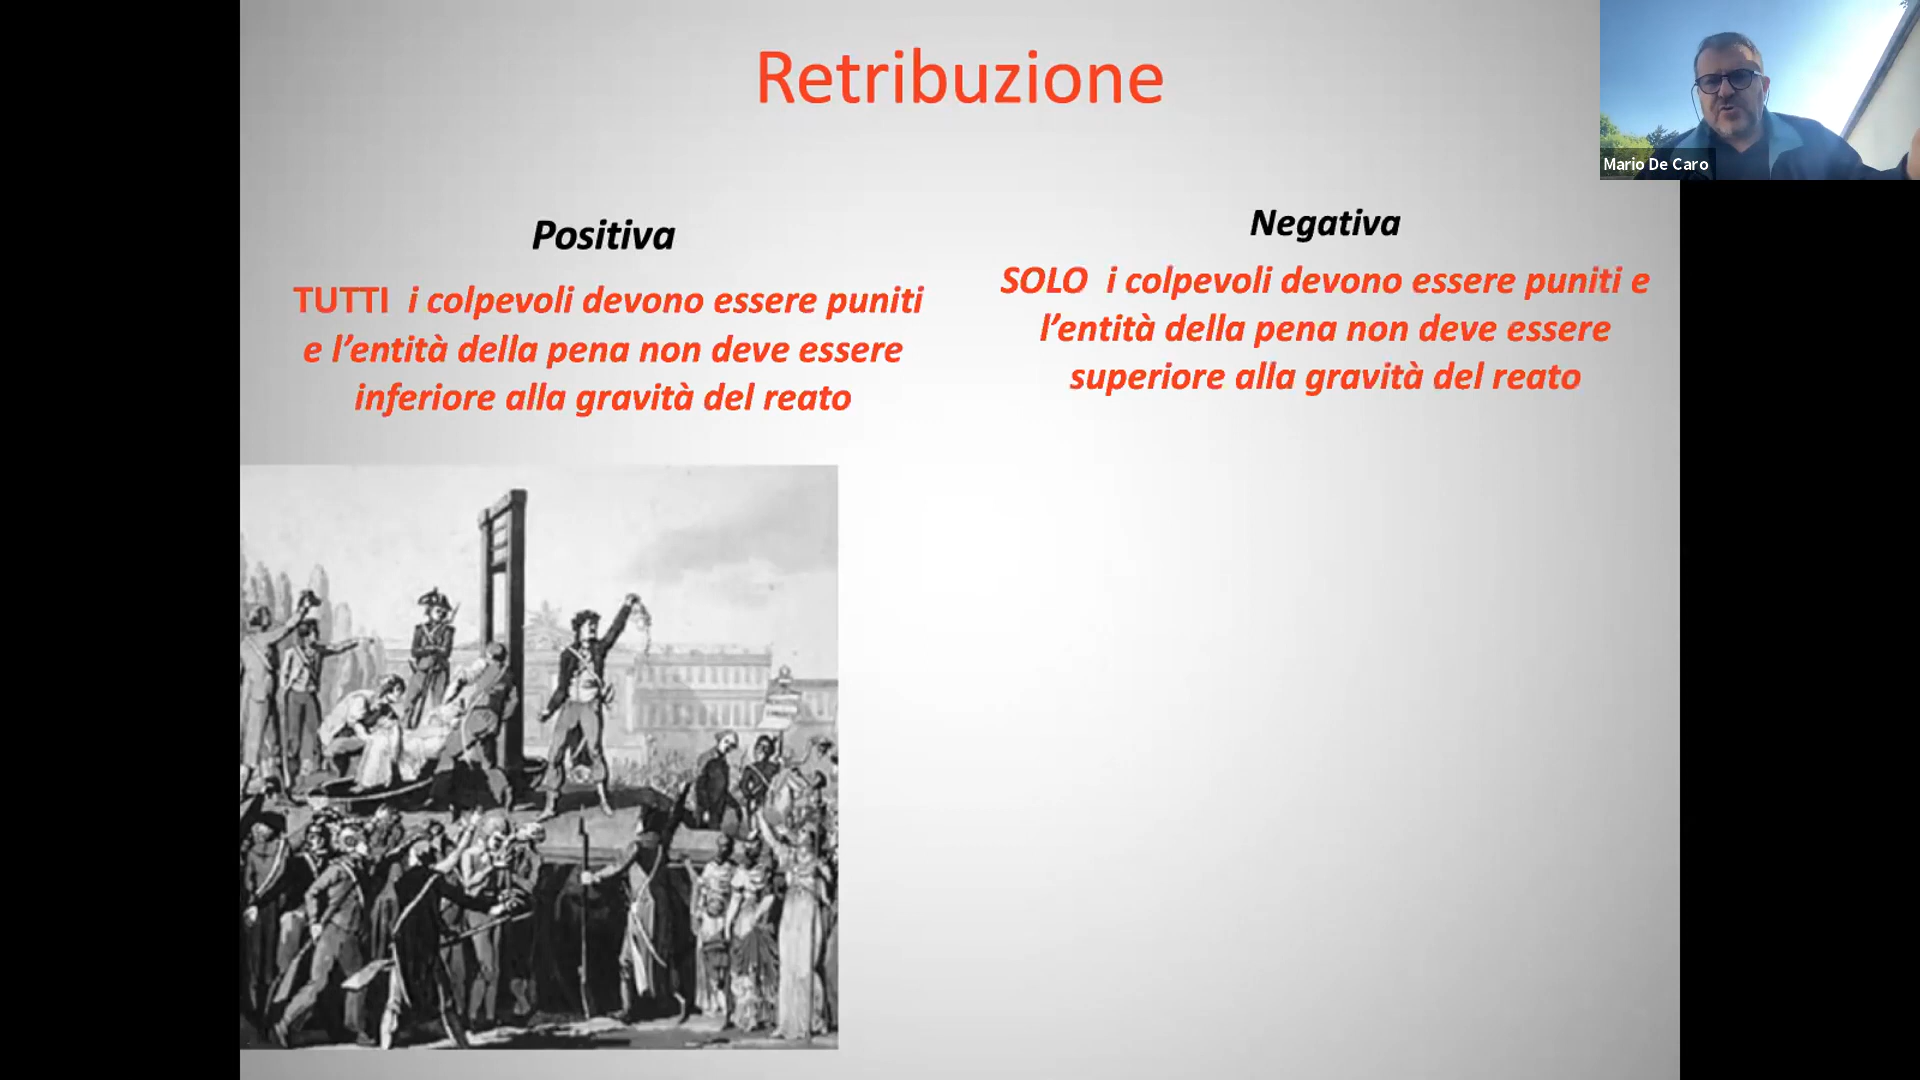 Retribuzione
Mario De Caro
Positiva
TUTTI i colpevoli devono essere puniti
e l’entità della pena non deve essere
inferiore alla gravità del reato
Negativa
SOLO i colpevoli devono essere puniti e
l’entità della pena non deve essere
superiore alla gravità del reato